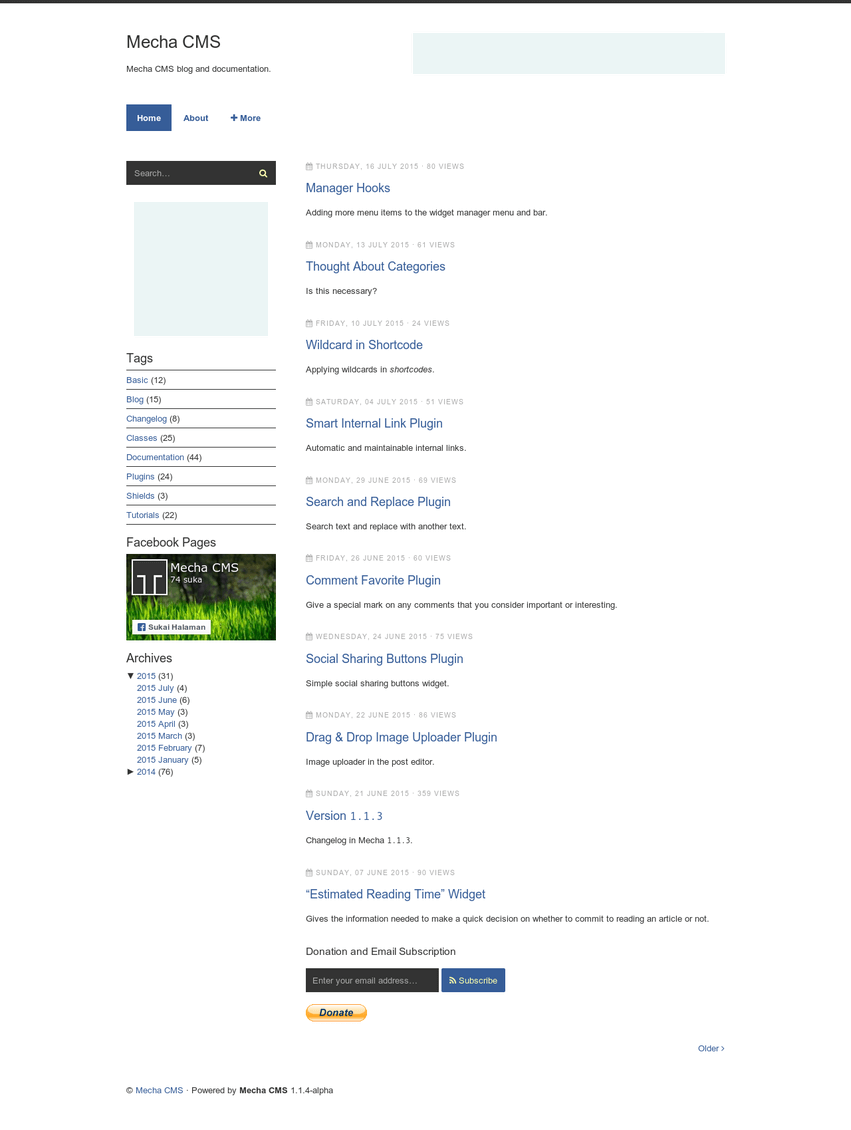 Mecha CMS
Mecha CMS blog and documentation.
Home
About
More
Search…
Tags
Basic (12)
Blog (15)
Changelog (8)
Classes (25)
Documentation (44)
Plugins (24)
Shields (3)
Tutorials (22)
Facebook Pages
Mecha CMS
74 suka
Sukai Halaman
Archives
▼ 2015 (31)
2015 July (4)
2015 June (6)
2015 May (3)
2015 April (3)
2015 March (3)
2015 February (7)
2015 January (5)
► 2014 (76)
THURSDAY, 16 JULY 2015 · 80 VIEWS
Manager Hooks
Adding more menu items to the widget manager menu and bar.
MONDAY, 13 JULY 2015 · 61 VIEWS
Thought About Categories
Is this necessary?
FRIDAY, 10 JULY 2015 · 24 VIEWS
Wildcard in Shortcode
Applying wildcards in shortcodes.
SATURDAY, 04 JULY 2015 · 51 VIEWS
Smart Internal Link Plugin
Automatic and maintainable internal links.
MONDAY, 29 JUNE 2015 · 69 VIEWS
Search and Replace Plugin
Search text and replace with another text.
FRIDAY, 26 JUNE 2015 · 60 VIEWS
Comment Favorite Plugin
Give a special mark on any comments that you consider important or interesting.
WEDNESDAY, 24 JUNE 2015 · 75 VIEWS
Social Sharing Buttons Plugin
Simple social sharing buttons widget.
MONDAY, 22 JUNE 2015 · 86 VIEWS
Drag & Drop Image Uploader Plugin
Image uploader in the post editor.
SUNDAY, 21 JUNE 2015 · 359 VIEWS
Version 1.1.3
Changelog in Mecha 1.1.3.
SUNDAY, 07 JUNE 2015 · 90 VIEWS
“Estimated Reading Time” Widget
Gives the information needed to make a quick decision on whether to commit to reading an article or not.
Donation and Email Subscription
Enter your email address…
Subscribe
Donate
Older ›
© Mecha CMS · Powered by Mecha CMS 1.1.4-alpha